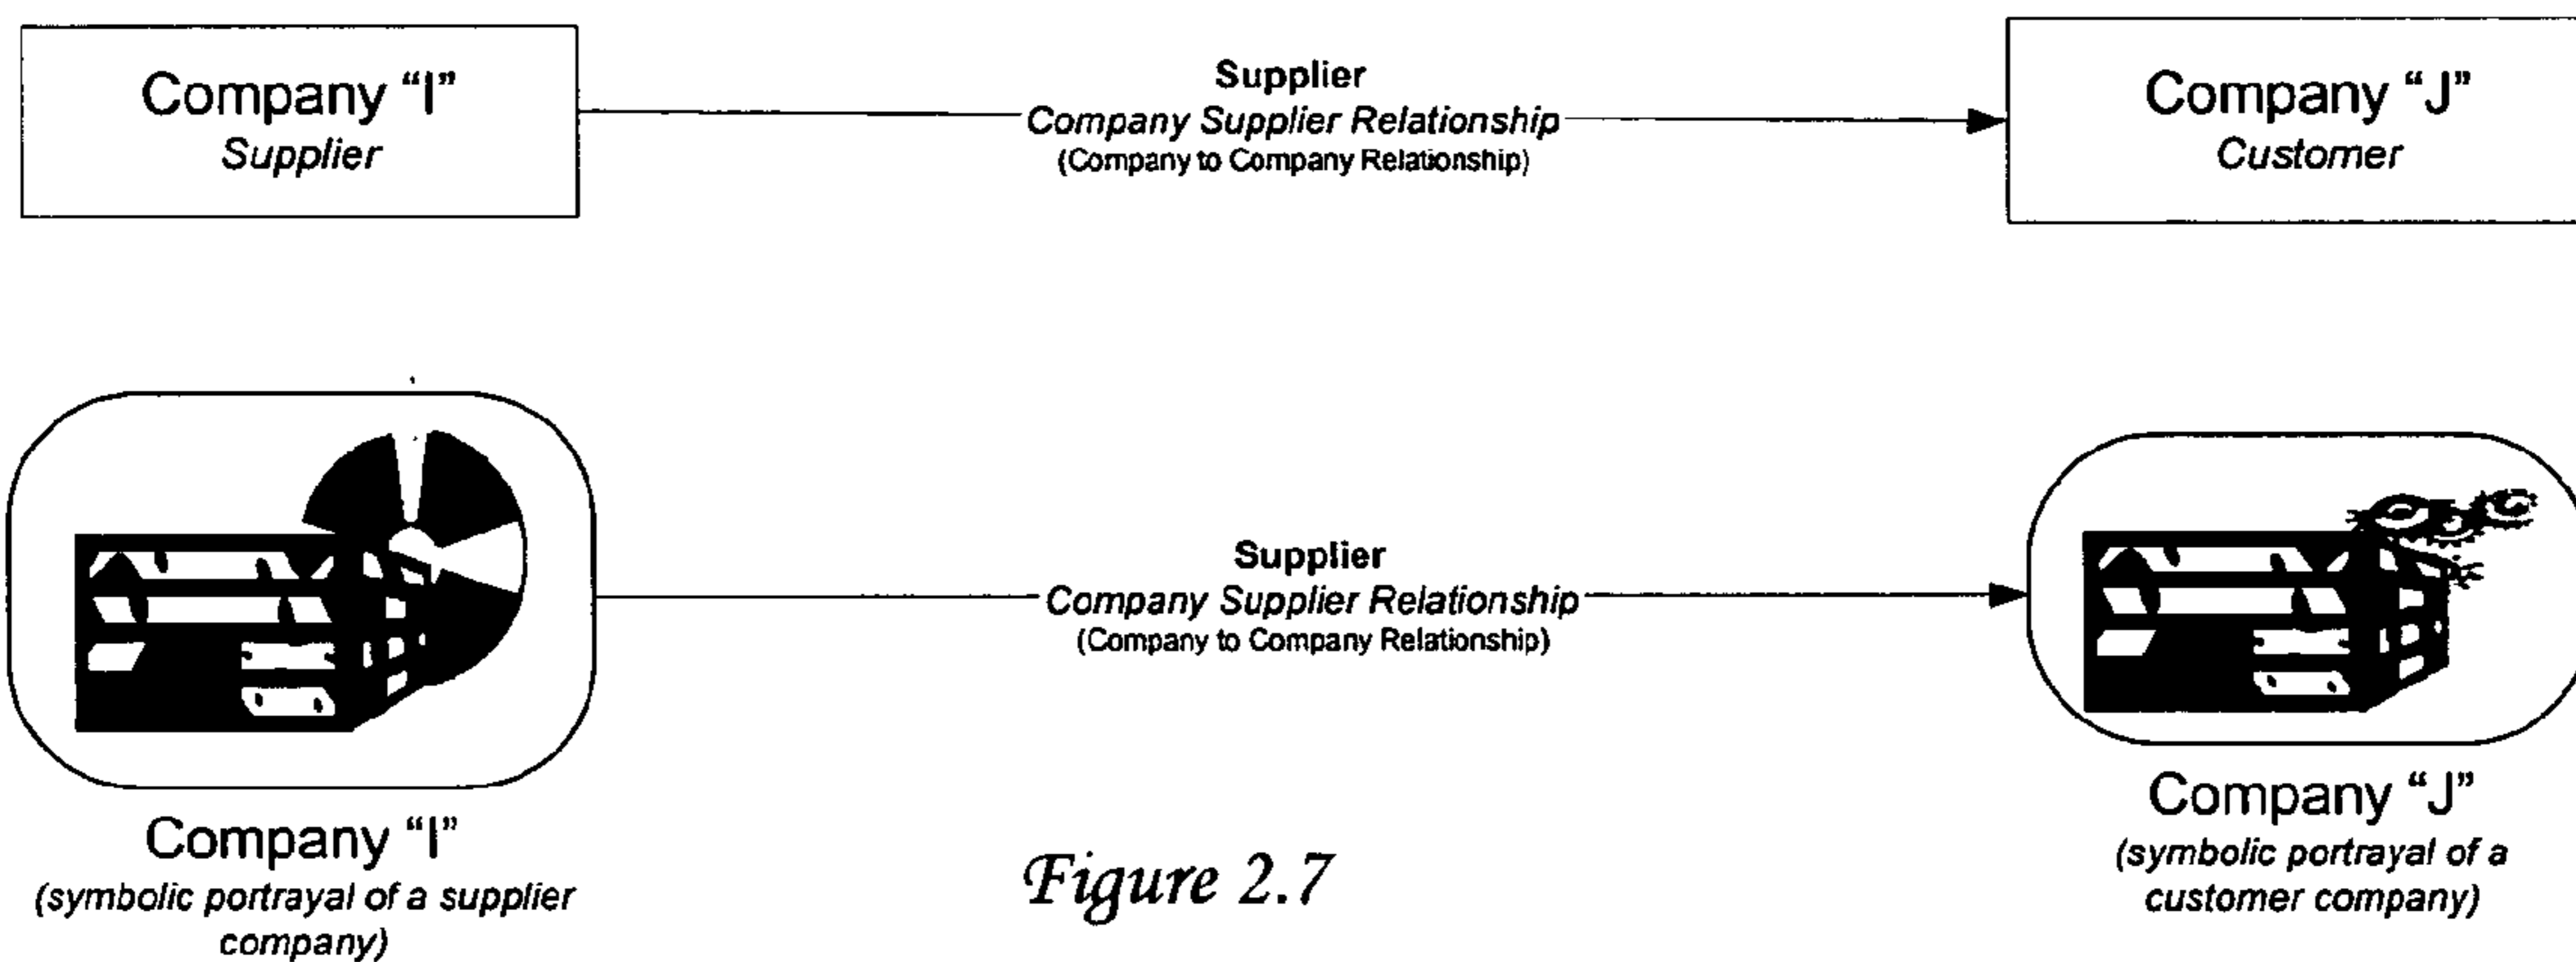 Company “I”
Supplier
Supplier
Company Supplier Relationship
(Company to Company Relationship)
Company “J”
Customer
Supplier
Company Supplier Relationship
(Company to Company Relationship)
Company “I”
(symbolic portrayal of a supplier
company)
Company “J”
(symbolic portrayal of a
customer company)
Figure 2.7